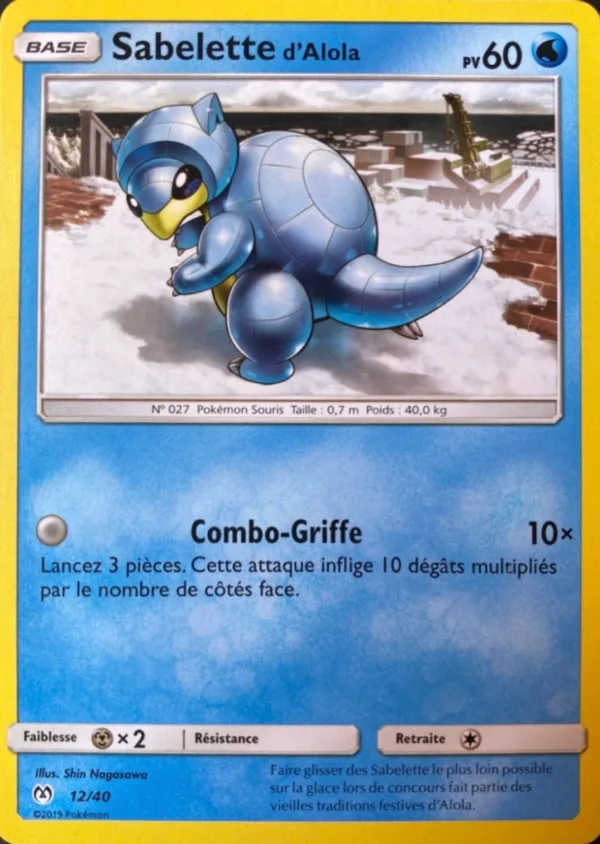 BASE Sabelette d'Alola PV60
N° 027 Pokémon Souris Taille : 0,7 m Poids : 40,0 kg
Combo-Griffe 10×
Lancez 3 pièces. Cette attaque inflige 10 dégâts multipliés
par le nombre de côtés face.
Faiblesse × 2 Résistance Retraite
Illus. Shin Nagasawa
12/40
©2019 Pokémon
Faire glisser des Sabelette le plus loin possible
sur la glace lors de concours fait partie des
vieilles traditions festives d'Alola.